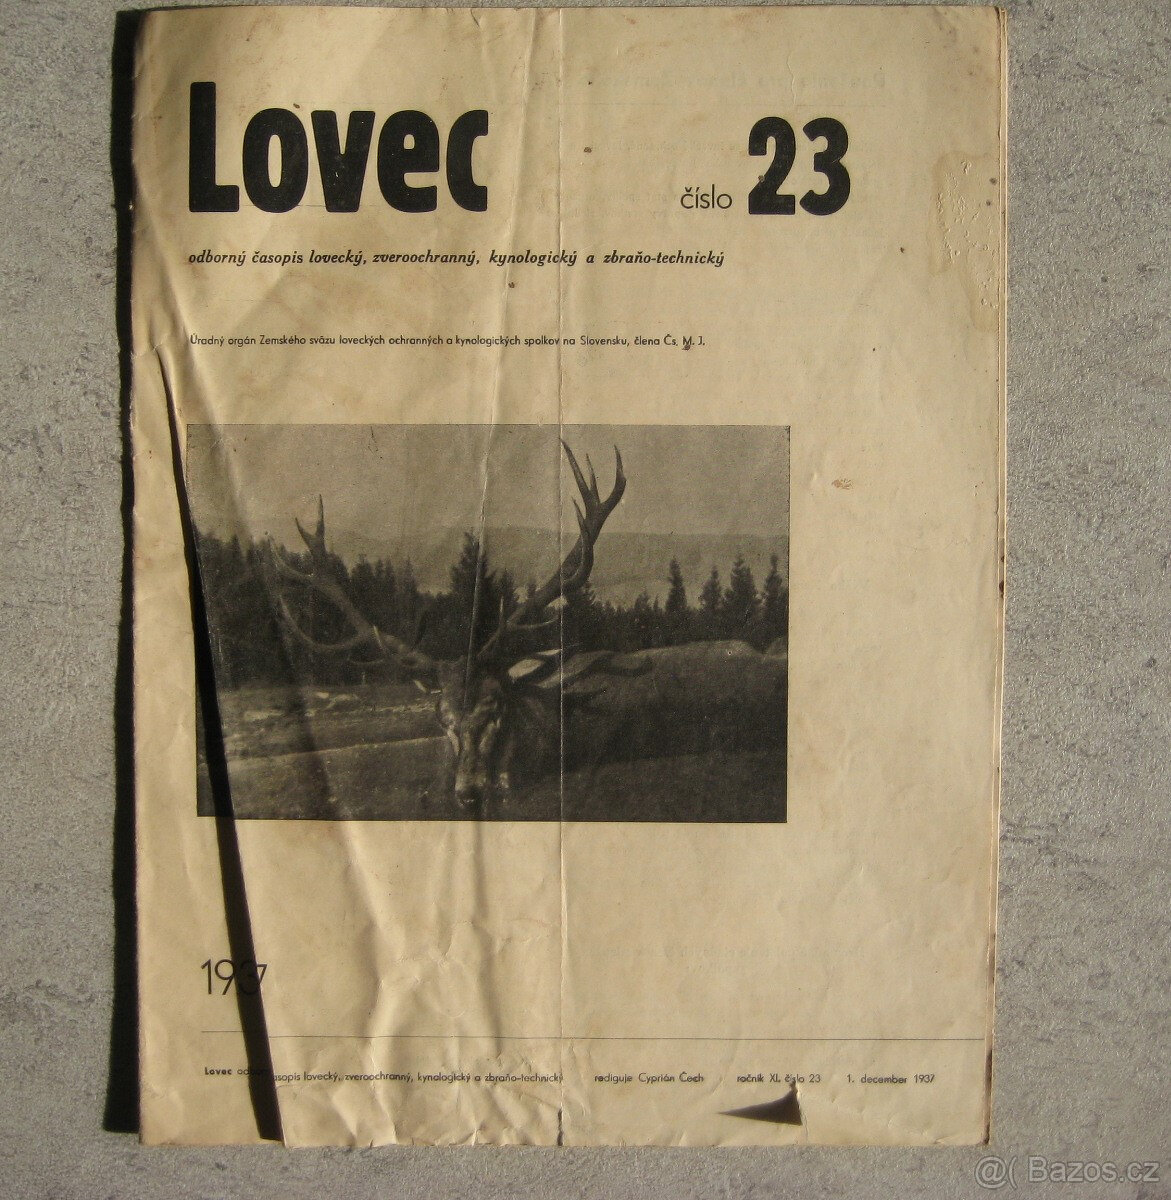 Lovec
číslo 23
odborný časopis lovecký, zveroochranný, kynologický a zbraňo-technický
Úradný orgán Zemského sväzu loveckých ochranných a kynologických spolkov na Slovensku, člena Čs. M. J.
1937
Lovec časopis lovecký, zveroochranný, kynologický a zbraňo-technický rediguje Cyprián Čech ročník XI. číslo 23 1. december 1937
@( Bazos.cz